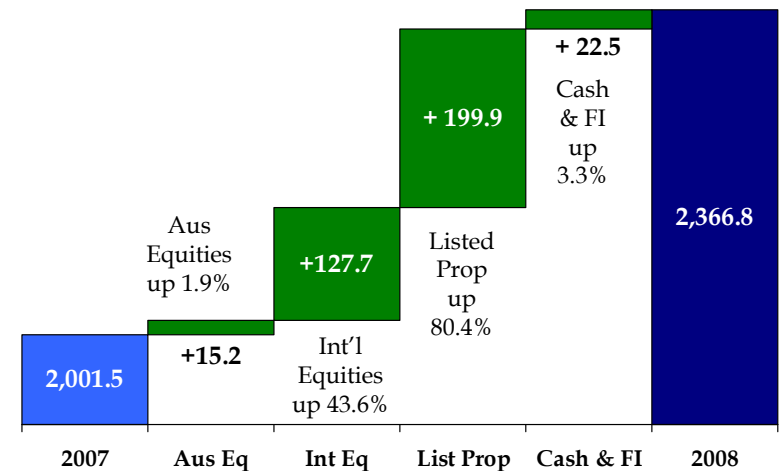 + 22.5
Cash
& FI
up
3.3%
+ 199.9
2,366.8
Aus
Equities
up 1.9%
+127.7
Listed
Prop
up
80.4%
2,001.5
+15.2
Int’l
Equities
up 43.6%
2007
Aus Eq
Int Eq
List Prop
Cash & FI
2008